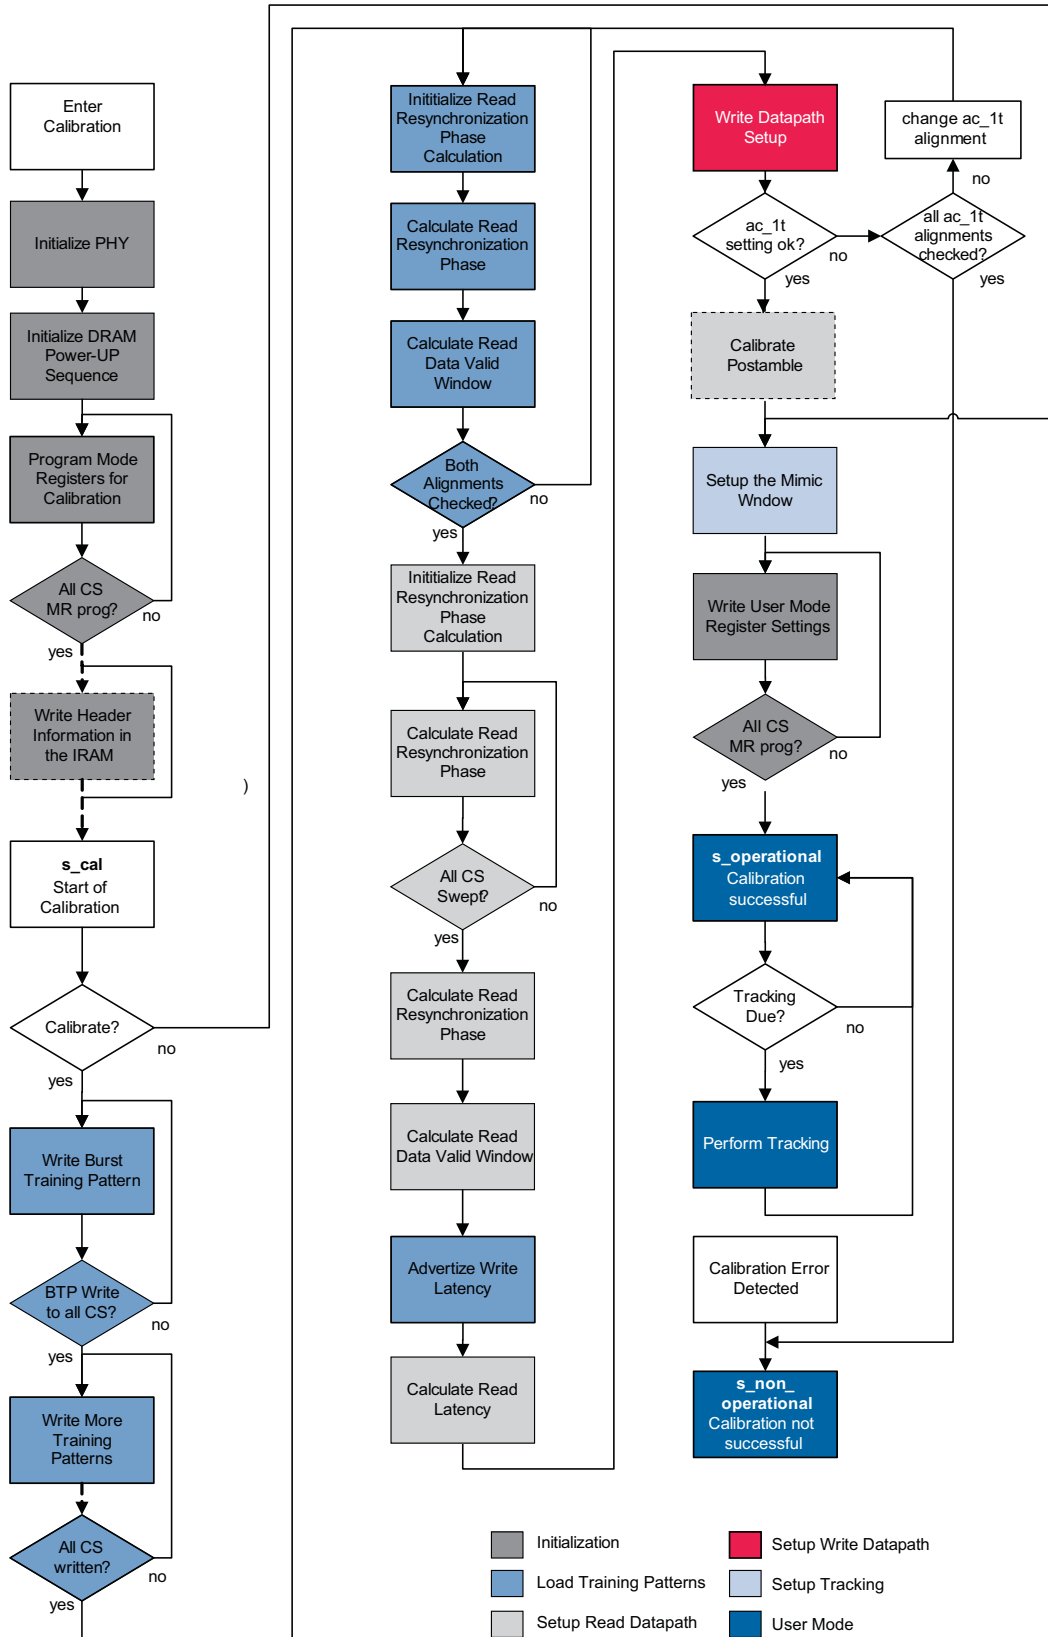 Enter
Calibration
Initialize PHY
Initialize DRAM
Power-UP
Sequence
Program Mode
Registers for
Calibration
All CS
MR prog?
no
yes
Write Header
Information in
the IRAM
)
s_cal
Start of
Calibration
Calibrate?
no
yes
Write Burst
Training Pattern
BTP Write
to all CS?
no
yes
Write More
Training
Patterns
All CS
written?
no
yes
Inititialize Read
Resynchronization
Phase
Calculation
Calculate Read
Resynchronization
Phase
Calculate Read
Data Valid
Window
Both
Alignments
Checked?
no
yes
Inititialize Read
Resynchronization
Phase
Calculation
Calculate Read
Resynchronization
Phase
All CS
Swept?
no
yes
Calculate Read
Resynchronization
Phase
Calculate Read
Data Valid Window
Advertize Write
Latency
Calculate Read
Latency
Write Datapath
Setup
ac_1t
setting ok?
no
yes
change ac_1t
alignment
no
all ac_1t
alignments
checked?
yes
Calibrate
Postamble
Setup the Mimic
Wndow
Write User Mode
Register Settings
All CS
MR prog?
no
yes
s_operational
Calibration
successful
Tracking
Due?
no
yes
Perform Tracking
Calibration Error
Detected
s_non_
operational
Calibration not
successful
Initialization
Load Training Patterns
Setup Read Datapath
Setup Write Datapath
Setup Tracking
User Mode